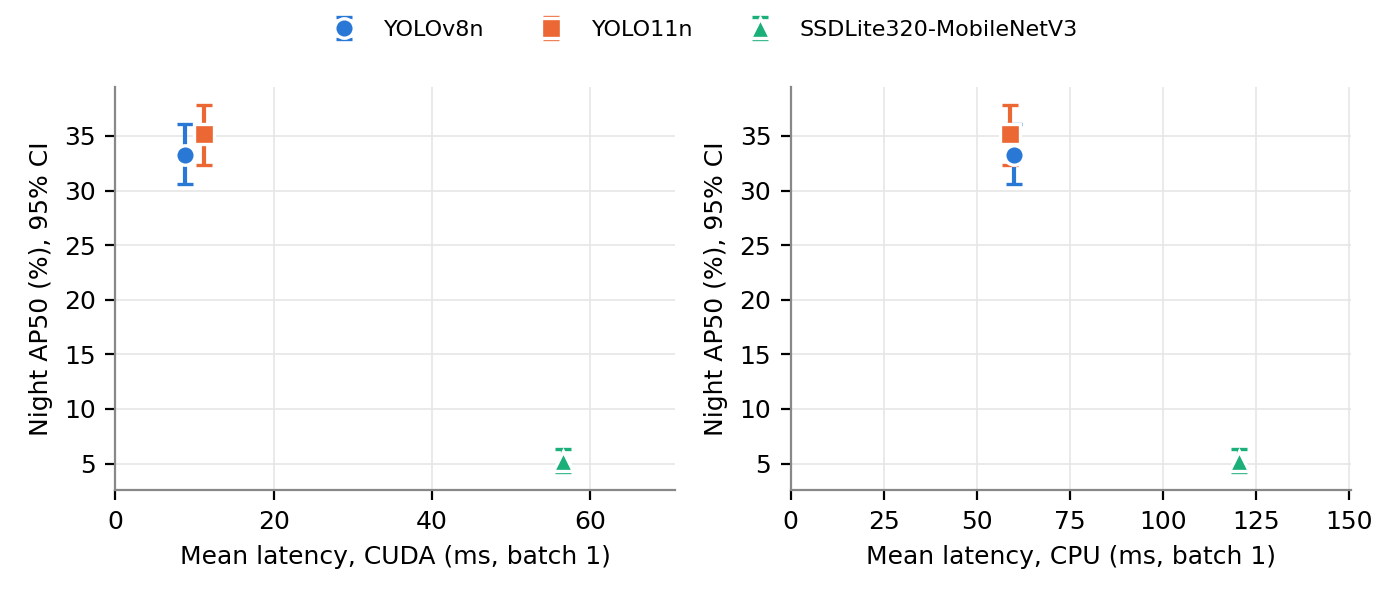 YOLOv8n YOLO11n SSDLite320-MobileNetV3
Night AP50 (%), 95% CI
35
30
25
20
15
10
5
0 20 40 60
Mean latency, CUDA (ms, batch 1)
Night AP50 (%), 95% CI
35
30
25
20
15
10
5
0 25 50 75 100 125 150
Mean latency, CPU (ms, batch 1)